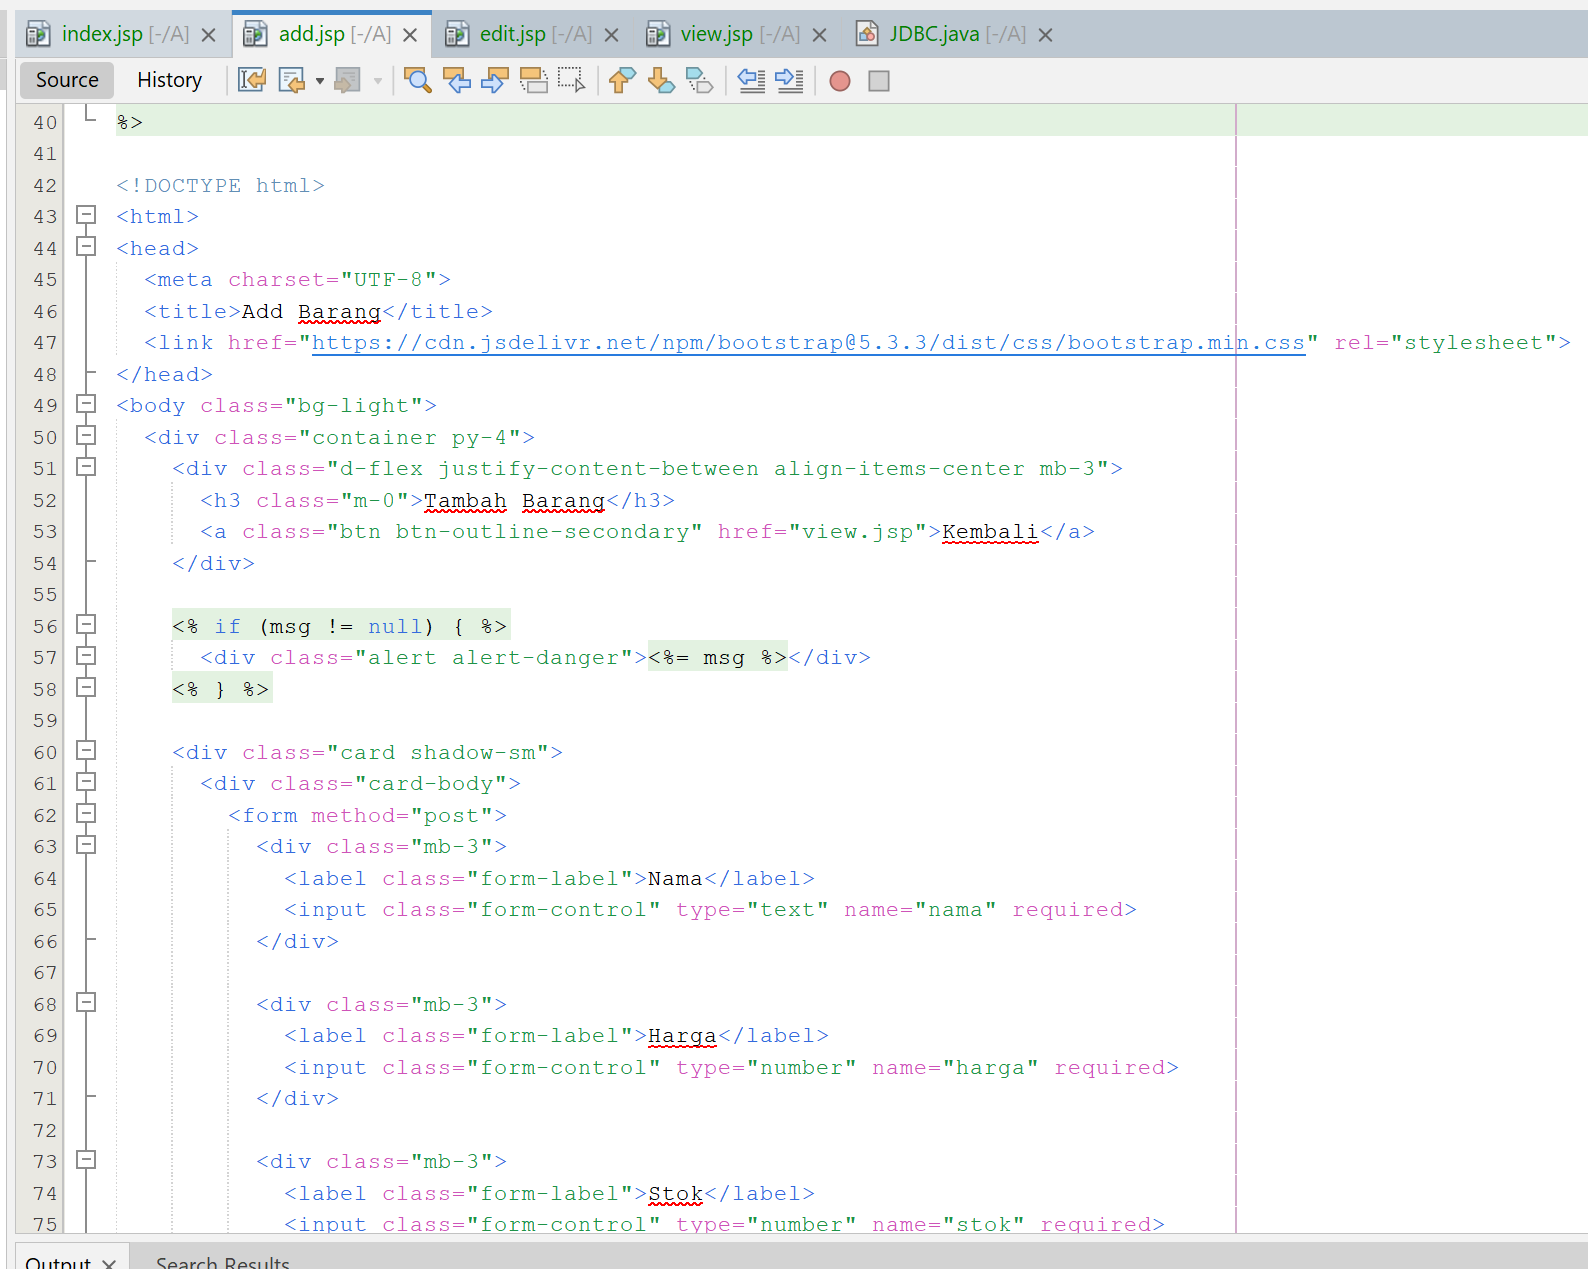 index.jsp [-/A] add.jsp [-/A] edit.jsp [-/A] view.jsp [-/A] JDBC.java [-/A]
Source History
40 %>
41
42 <!DOCTYPE html>
43 <html>
44 <head>
45 <meta charset="UTF-8">
46 <title>Add Barang</title>
47 <link href="https://cdn.jsdelivr.net/npm/bootstrap@5.3.3/dist/css/bootstrap.min.css" rel="stylesheet">
48 </head>
49 <body class="bg-light">
50 <div class="container py-4">
51 <div class="d-flex justify-content-between align-items-center mb-3">
52 <h3 class="m-0">Tambah Barang</h3>
53 <a class="btn btn-outline-secondary" href="view.jsp">Kembali</a>
54 </div>
55
56 <% if (msg != null) { %>
57 <div class="alert alert-danger"><%= msg %></div>
58 <% } %>
59
60 <div class="card shadow-sm">
61 <div class="card-body">
62 <form method="post">
63 <div class="mb-3">
64 <label class="form-label">Nama</label>
65 <input class="form-control" type="text" name="nama" required>
66 </div>
67
68 <div class="mb-3">
69 <label class="form-label">Harga</label>
70 <input class="form-control" type="number" name="harga" required>
71 </div>
72
73 <div class="mb-3">
74 <label class="form-label">Stok</label>
75 <input class="form-control" type="number" name="stok" required>
Output Search Results